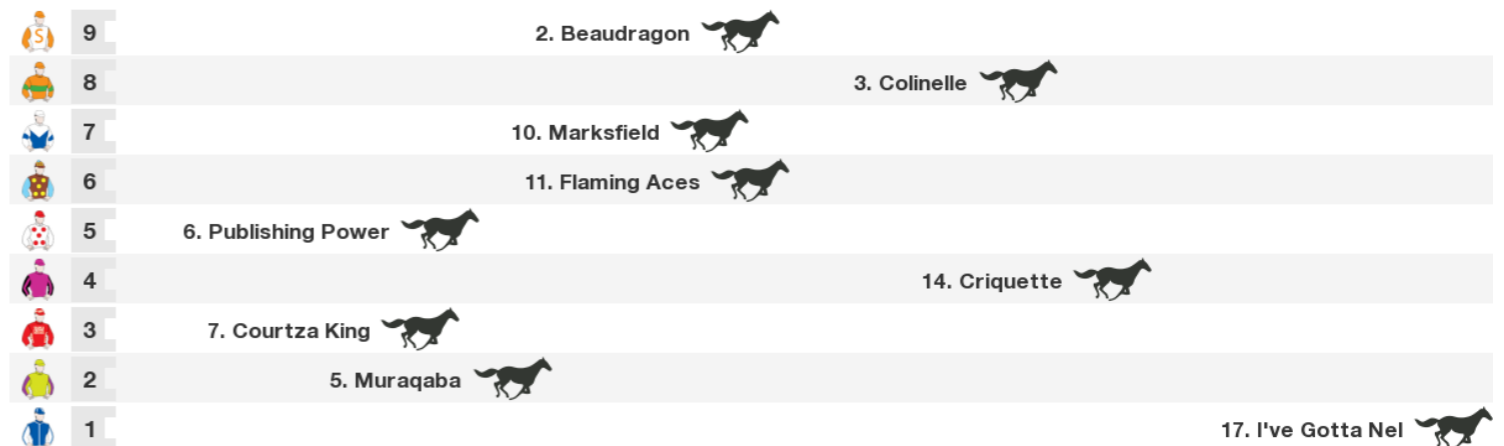 9 2. Beaudragon
8 3. Colinelle
7 10. Marksfield
6 11. Flaming Aces
5 6. Publishing Power
4 14. Criquette
3 7. Courtza King
2 5. Muraqaba
1 17. I've Gotta Nel